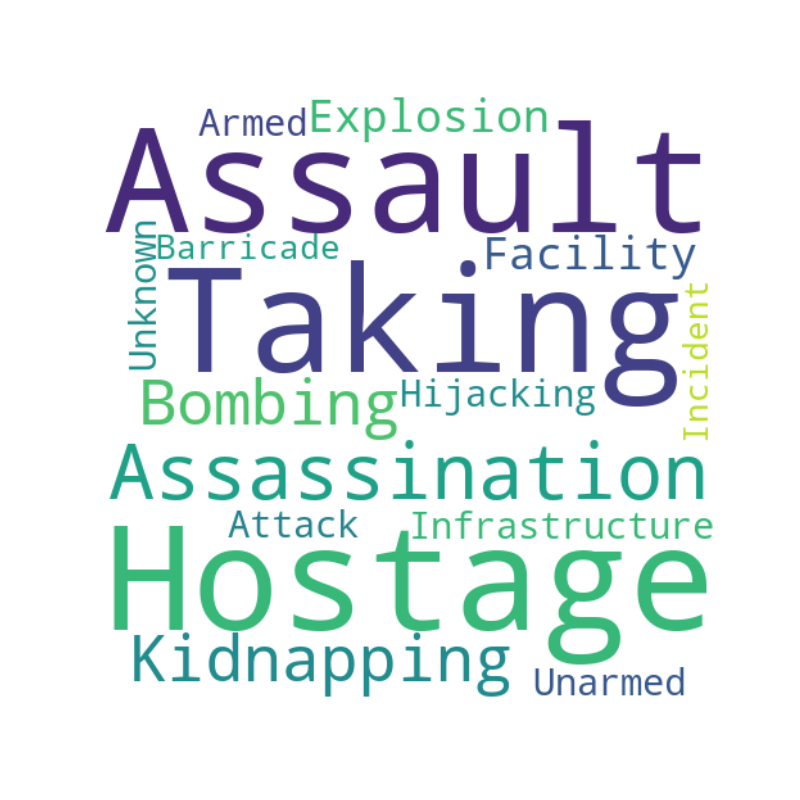 Armed Explosion
Assault
Unknown
Barricade Facility
Taking
Incident
Bombing Hijacking
Assassination
Attack Infrastructure
Hostage
Kidnapping
Unarmed